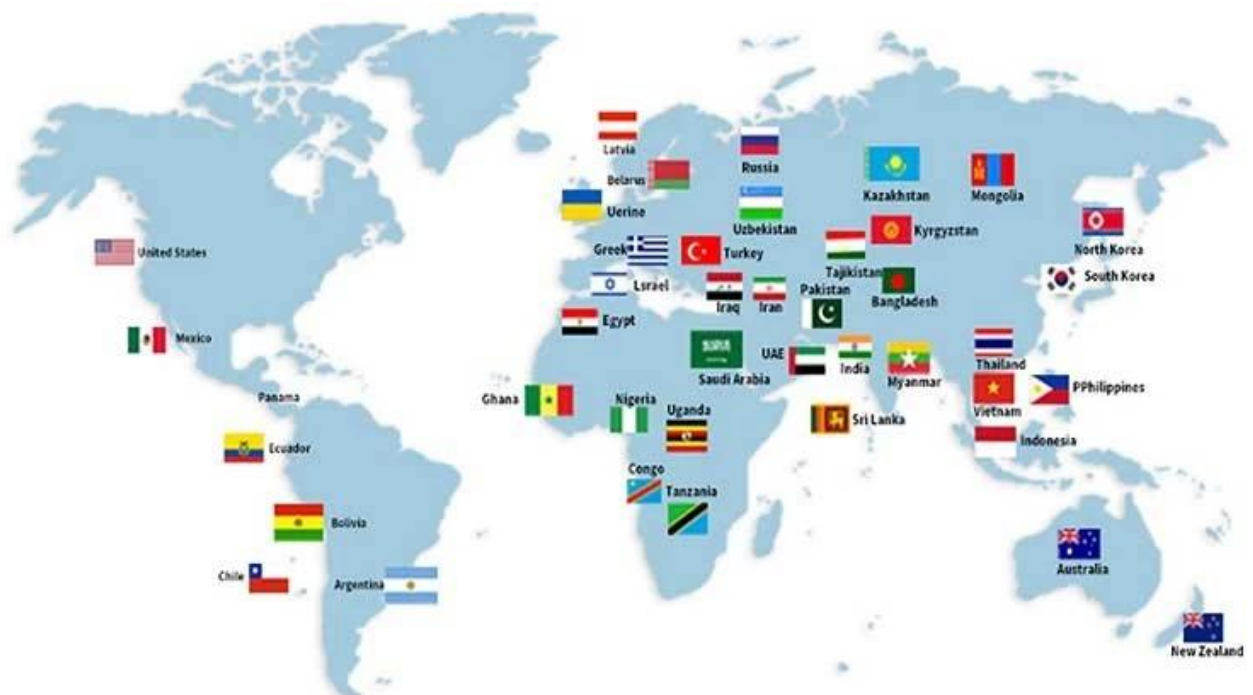 Latvia
Russia
Belarus
Kazakhstan
Mongolia
Uerine
Uzbekistan
Kyrgyzstan
North Korea
United States
Greek
Turkey
Tajikistan
South Korea
Lsrael
Iraq
Iran
Pakistan
Bangladesh
Egypt
Mexico
Saudi Arabia
UAE
India
Myanmar
Thailand
Panama
Ghana
Nigeria
Uganda
Sri Lanka
Vietnam
PPhilippines
Ecuador
Indonesia
Congo
Tanzania
Bolivia
Chile
Argentina
Australia
New Zealand